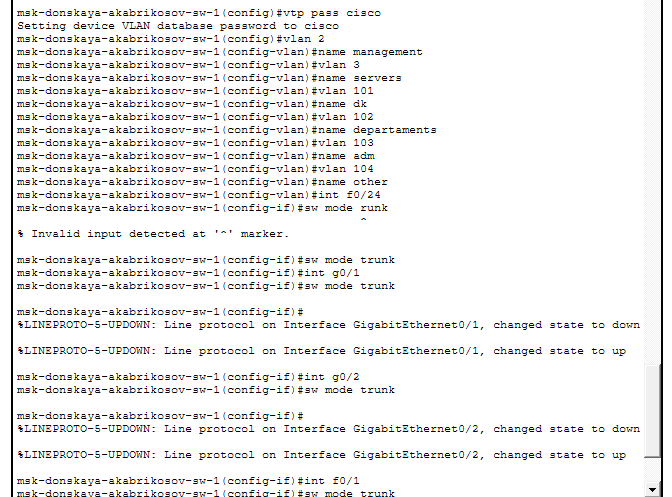 msk-donskaya-akabrikosov-sw-1(config)#vtp pass cisco
Setting device VLAN database password to cisco
msk-donskaya-akabrikosov-sw-1(config)#vlan 2
msk-donskaya-akabrikosov-sw-1(config-vlan)#name management
msk-donskaya-akabrikosov-sw-1(config-vlan)#vlan 3
msk-donskaya-akabrikosov-sw-1(config-vlan)#name servers
msk-donskaya-akabrikosov-sw-1(config-vlan)#vlan 101
msk-donskaya-akabrikosov-sw-1(config-vlan)#name dk
msk-donskaya-akabrikosov-sw-1(config-vlan)#vlan 102
msk-donskaya-akabrikosov-sw-1(config-vlan)#name departaments
msk-donskaya-akabrikosov-sw-1(config-vlan)#vlan 103
msk-donskaya-akabrikosov-sw-1(config-vlan)#name adm
msk-donskaya-akabrikosov-sw-1(config-vlan)#vlan 104
msk-donskaya-akabrikosov-sw-1(config-vlan)#name other
msk-donskaya-akabrikosov-sw-1(config-vlan)#int f0/24
msk-donskaya-akabrikosov-sw-1(config-if)#sw mode runk
^
% Invalid input detected at '^' marker.
msk-donskaya-akabrikosov-sw-1(config-if)#sw mode trunk
msk-donskaya-akabrikosov-sw-1(config-if)#int g0/1
msk-donskaya-akabrikosov-sw-1(config-if)#sw mode trunk
msk-donskaya-akabrikosov-sw-1(config-if)#
%LINEPROTO-5-UPDOWN: Line protocol on Interface GigabitEthernet0/1, changed state to down
%LINEPROTO-5-UPDOWN: Line protocol on Interface GigabitEthernet0/1, changed state to up
msk-donskaya-akabrikosov-sw-1(config-if)#int g0/2
msk-donskaya-akabrikosov-sw-1(config-if)#sw mode trunk
msk-donskaya-akabrikosov-sw-1(config-if)#
%LINEPROTO-5-UPDOWN: Line protocol on Interface GigabitEthernet0/2, changed state to down
%LINEPROTO-5-UPDOWN: Line protocol on Interface GigabitEthernet0/2, changed state to up
msk-donskaya-akabrikosov-sw-1(config-if)#int f0/1
msk-donskaya-akabrikosov-sw-1(config-if)#sw mode trunk